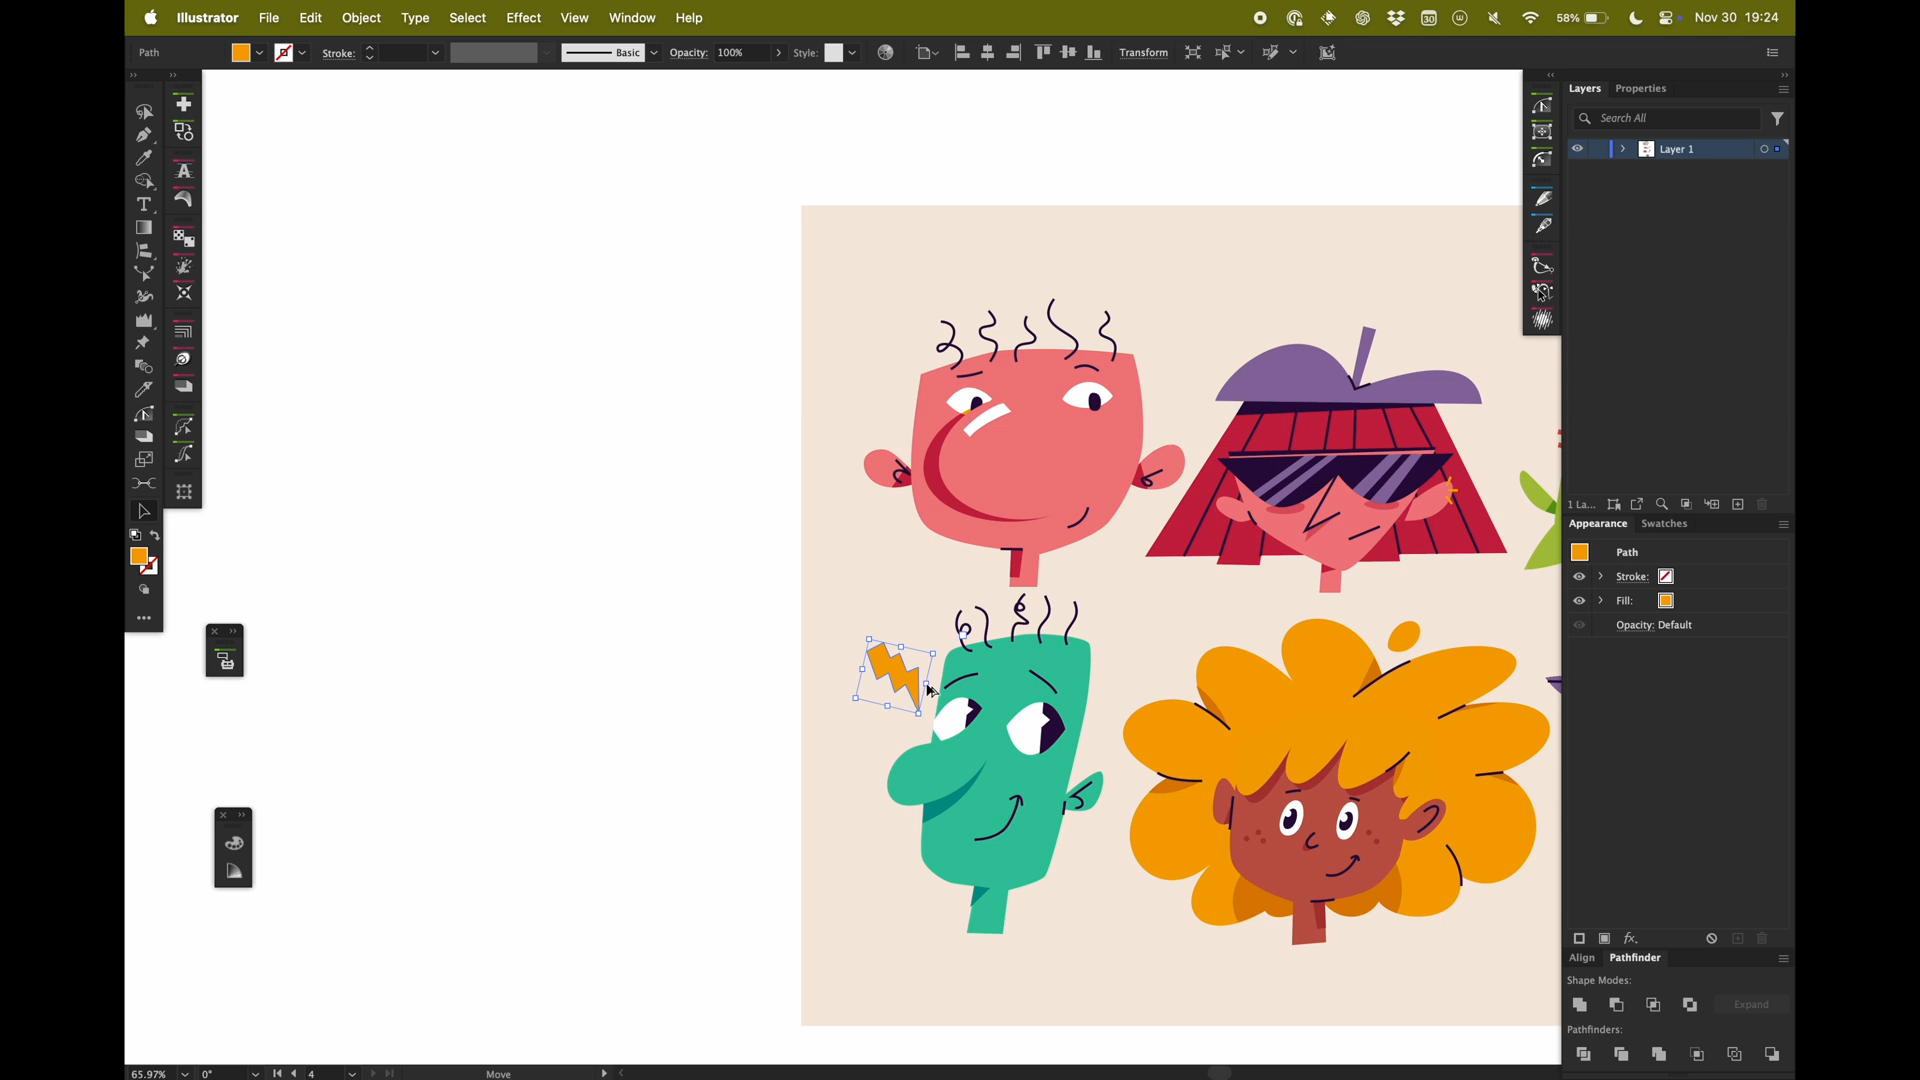 Illustrator File Edit Object Type Select Effect View Window Help
30 58% Nov 30 19:24
Path Stroke: Basic Opacity: 100% Style: Transform
Layers Properties
Search All
Layer 1
1 La...
Appearance Swatches
Path
Stroke:
Fill:
Opacity: Default
Align Pathfinder
Shape Modes:
Expand
Pathfinders:
65.97% 0° 4 Move